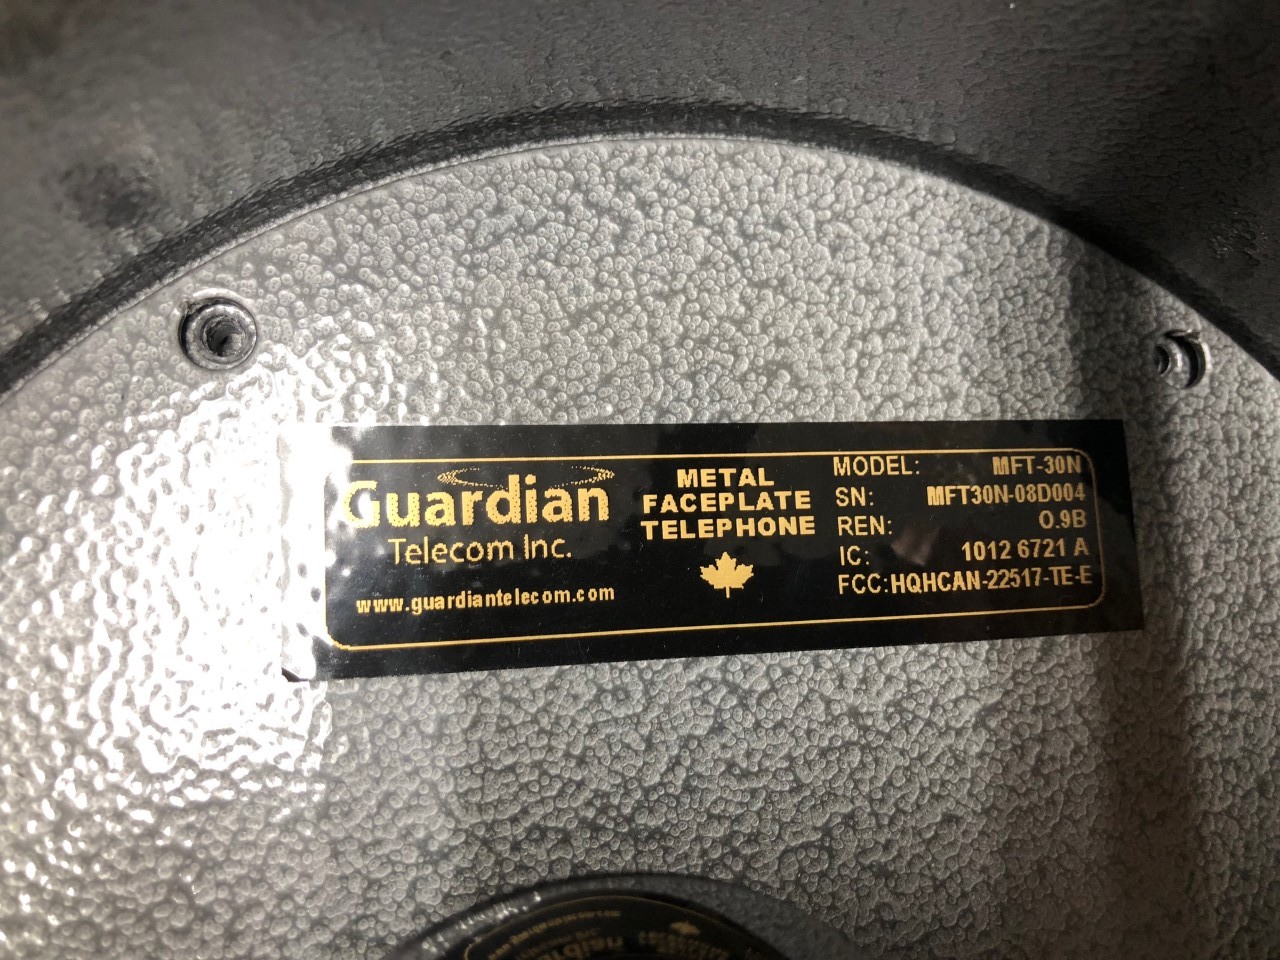 Guardian
Telecom Inc.
www.guardiantelecom.com
METAL
FACEPLATE
TELEPHONE
MODEL: MFT-30N
SN: MFT30N-08D004
REN: 0.9B
IC: 1012 6721 A
FCC: HQHCAN-22517-TE-E